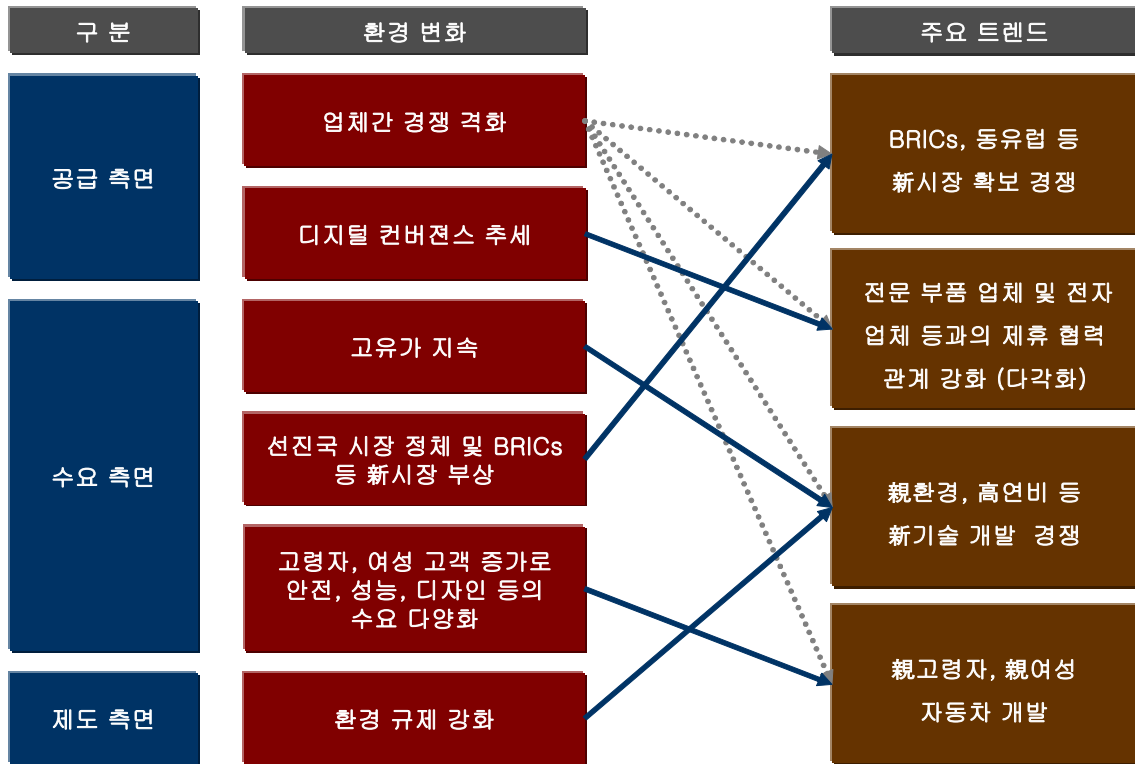 구 분
환경 변화
주요 트렌드
공급 측면
업체간 경쟁 격화
디지털 컨버젼스 추세
수요 측면
고유가 지속
선진국 시장 정체 및 BRICs
등 新시장 부상
고령자, 여성 고객 증가로
안전, 성능, 디자인 등의
수요 다양화
제도 측면
환경 규제 강화
BRICs, 동유럽 등
新시장 확보 경쟁
전문 부품 업체 및 전자
업체 등과의 제휴 협력
관계 강화 (다각화)
親환경, 高연비 등
新기술 개발 경쟁
親고령자, 親여성
자동차 개발